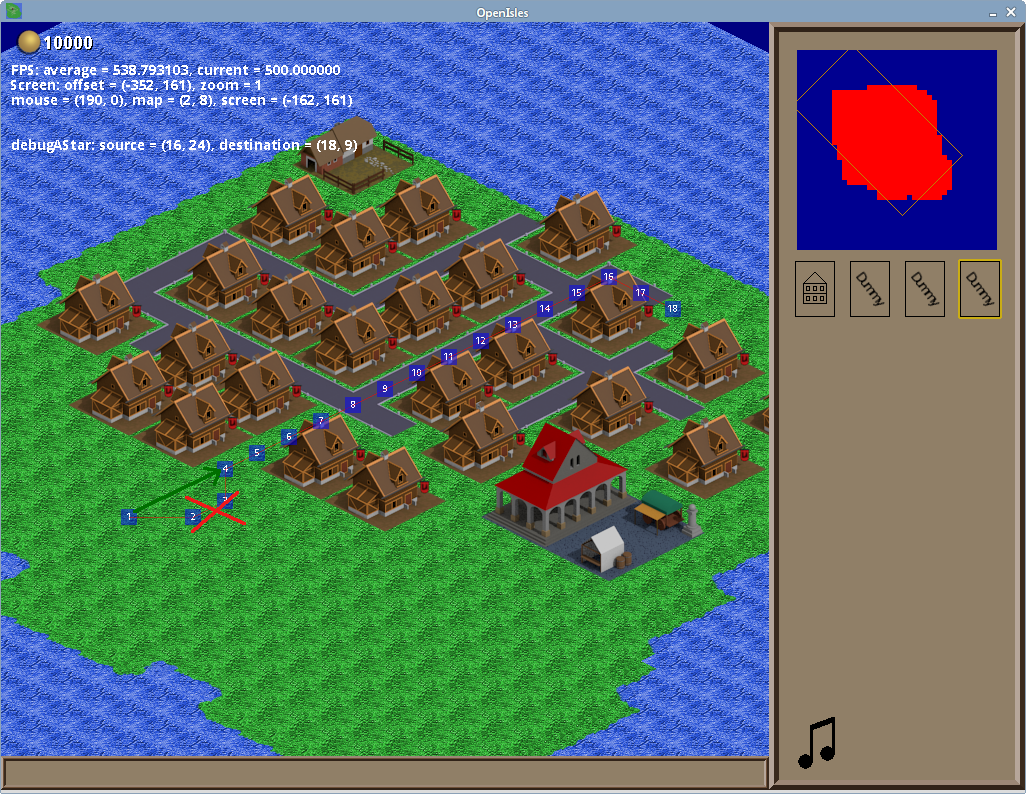 OpenIsles
10000
FPS: average = 538.793103, current = 500.000000
Screen: offset = (-352, 161), zoom = 1
mouse = (190, 0), map = (2, 8), screen = (-162, 161)
debugAStar: source = (16, 24), destination = (18, 9)
16
15
17
14
18
13
12
11
10
9
8
7
6
5
4
3
1
2
Dummy
Dummy
Dummy